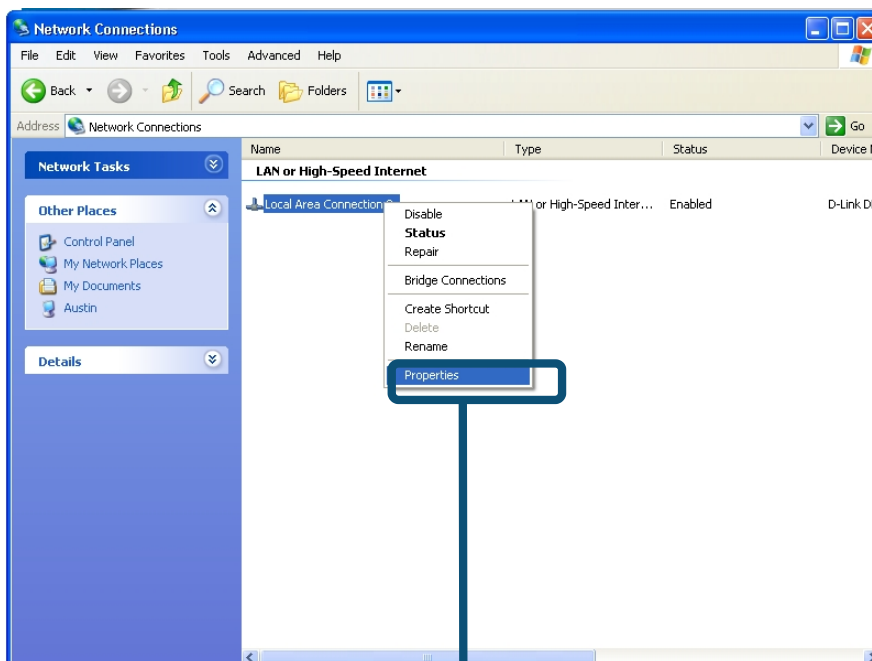 Network Connections
File Edit View Favorites Tools Advanced Help
Back Search Folders
Address Network Connections Go
Name Type Status Device
Network Tasks
LAN or High-Speed Internet
Other Places
Local Area Connection LAN or High-Speed Inter... Enabled D-Link
Control Panel
My Network Places
My Documents
Austin
Details
Disable
Status
Repair
Bridge Connections
Create Shortcut
Delete
Rename
Properties